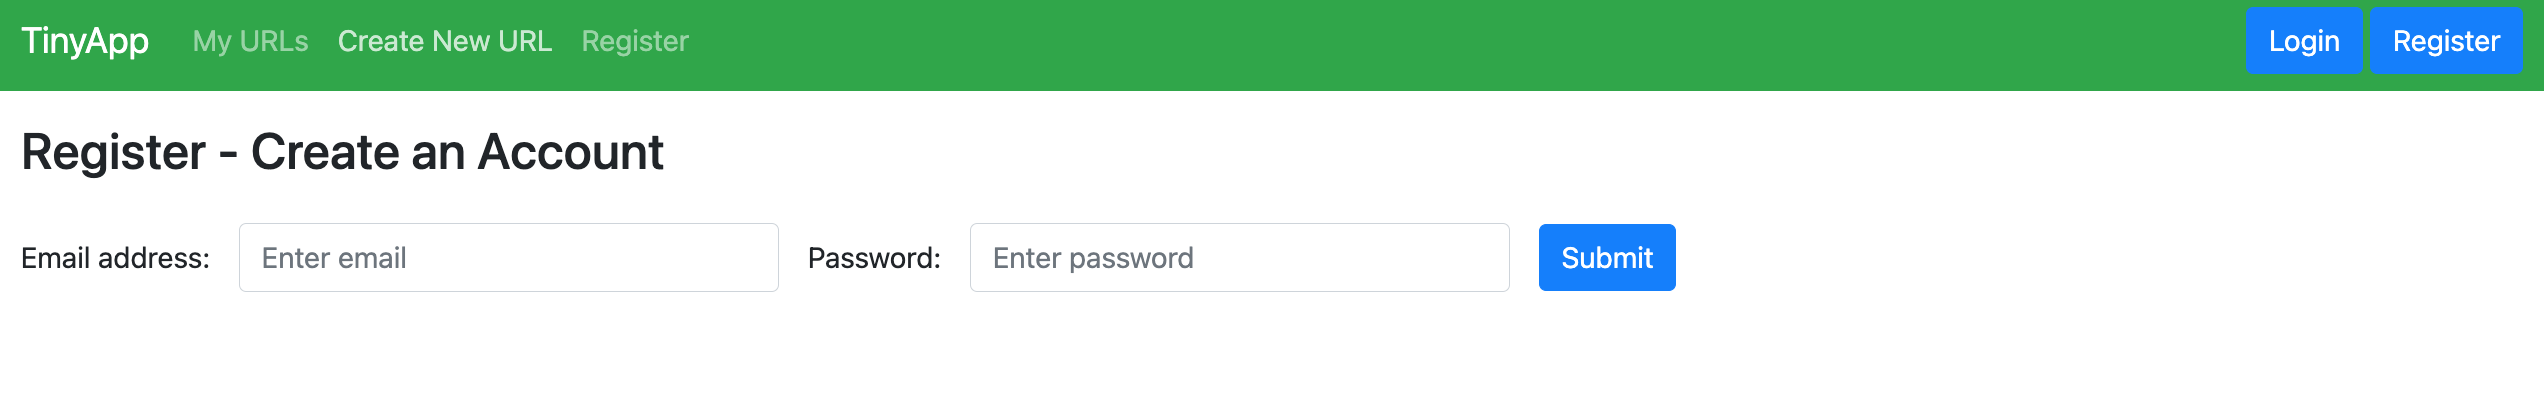 TinyApp My URLs Create New URL Register Login Register
Register - Create an Account
Email address: Enter email Password: Enter password Submit